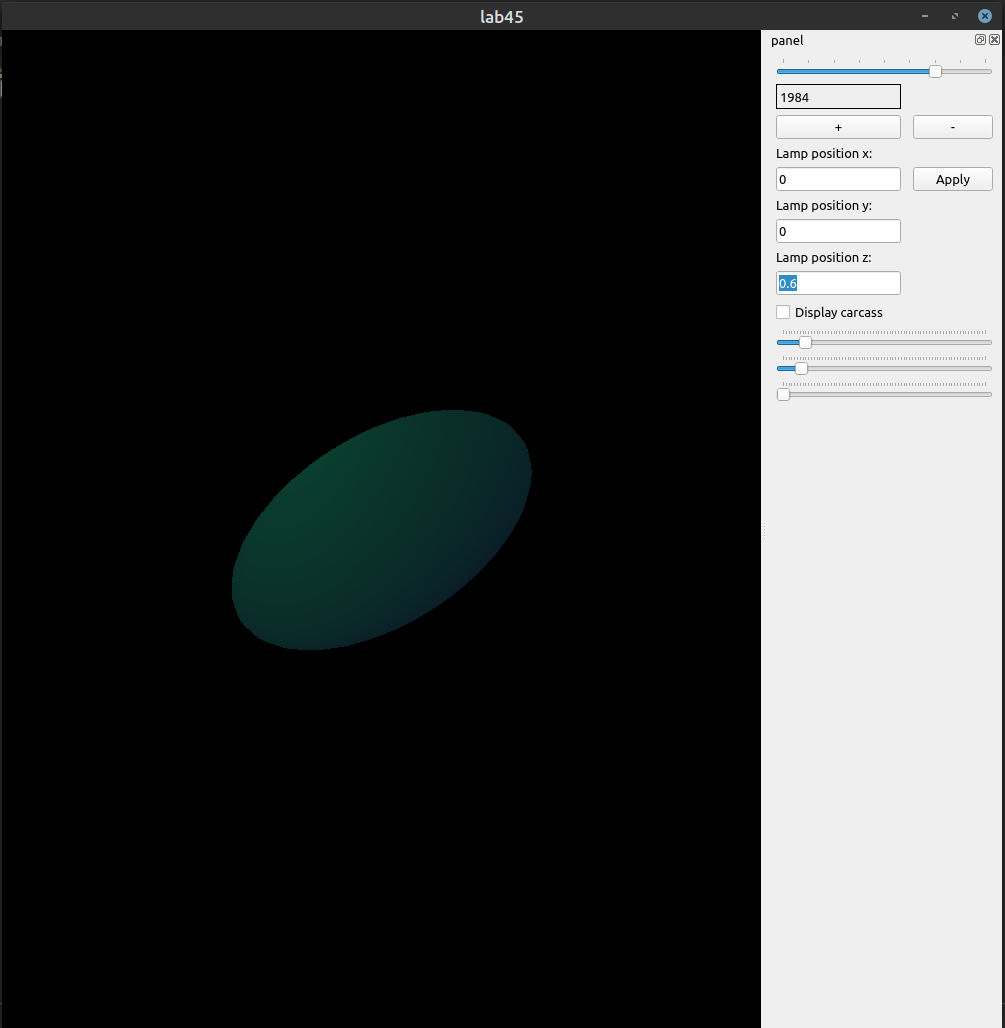 lab45
panel
1984
+ -
Lamp position x:
0 Apply
Lamp position y:
0
Lamp position z:
0.6
Display carcass